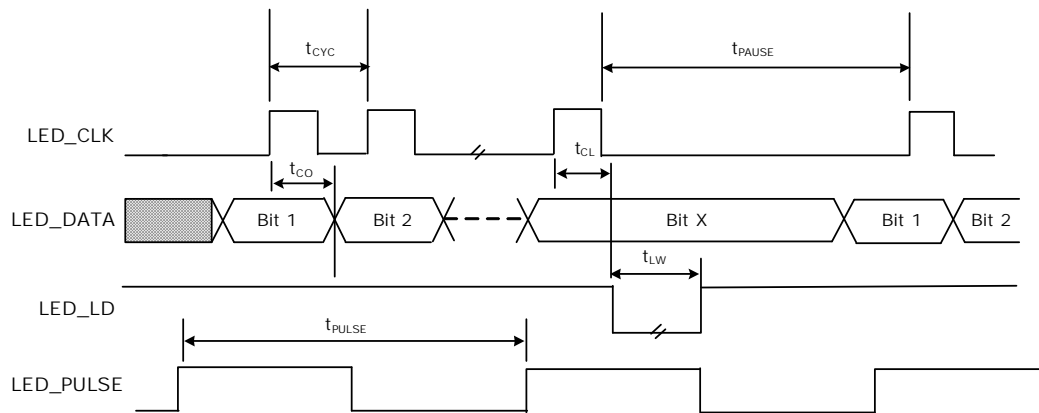 tCYC
tPAUSE
LED_CLK
tCL
tCO
LED_DATA
Bit 1
Bit 2
Bit X
Bit 1
Bit 2
tLW
LED_LD
tPULSE
LED_PULSE